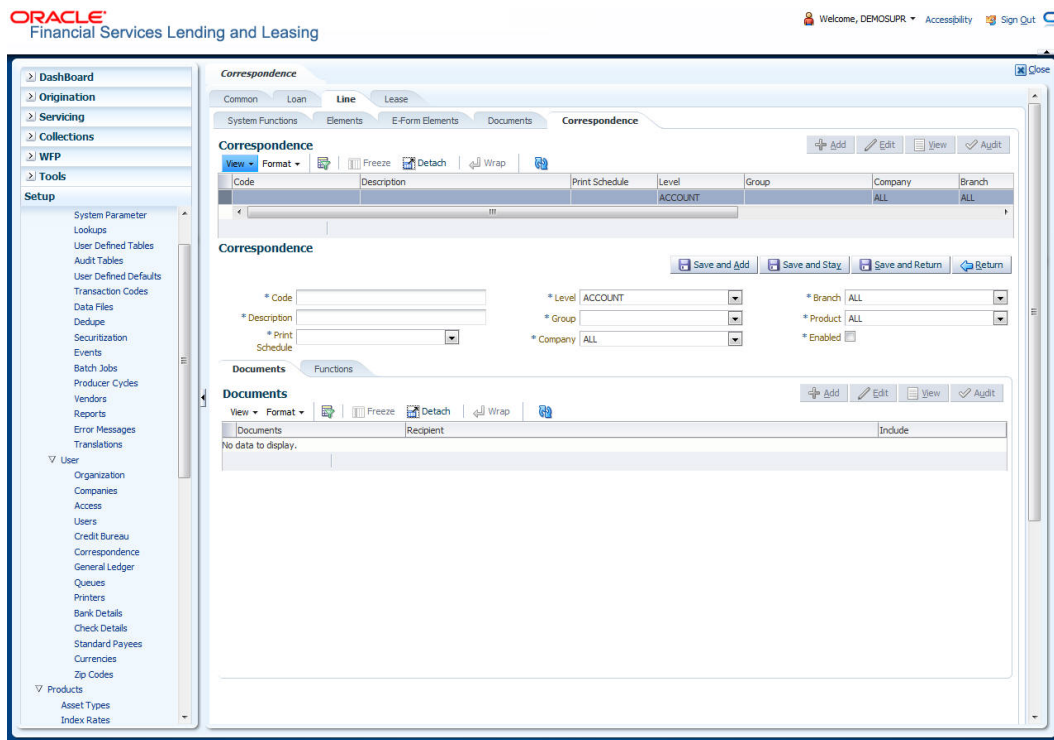 ORACLE
Financial Services Lending and Leasing
Welcome, DEMOSUPR Accessibility Sign Out
DashBoard
Origination
Servicing
Collections
WFP
Tools
Setup
System Parameter
Lookups
User Defined Tables
Audit Tables
User Defined Defaults
Transaction Codes
Data Files
Dedupe
Securitization
Events
Batch Jobs
Producer Cycles
Vendors
Reports
Error Messages
Translations
User
Organization
Companies
Access
Users
Credit Bureau
Correspondence
General Ledger
Queues
Printers
Bank Details
Check Details
Standard Payees
Currencies
Zip Codes
Products
Asset Types
Index Rates
Correspondence
Close
Common Loan Line Lease
System Functions Elements E-Form Elements Documents Correspondence
Correspondence
Add Edit View Audit
View Format Freeze Detach Wrap
Code Description Print Schedule Level Group Company Branch
ACCOUNT ALL ALL
Correspondence
Save and Add Save and Stay Save and Return Return
* Code * Level ACCOUNT * Branch ALL
* Description * Group * Product ALL
* Print Schedule * Company ALL * Enabled
Documents Functions
Documents
Add Edit View Audit
View Format Freeze Detach Wrap
Documents Recipient Include
No data to display.